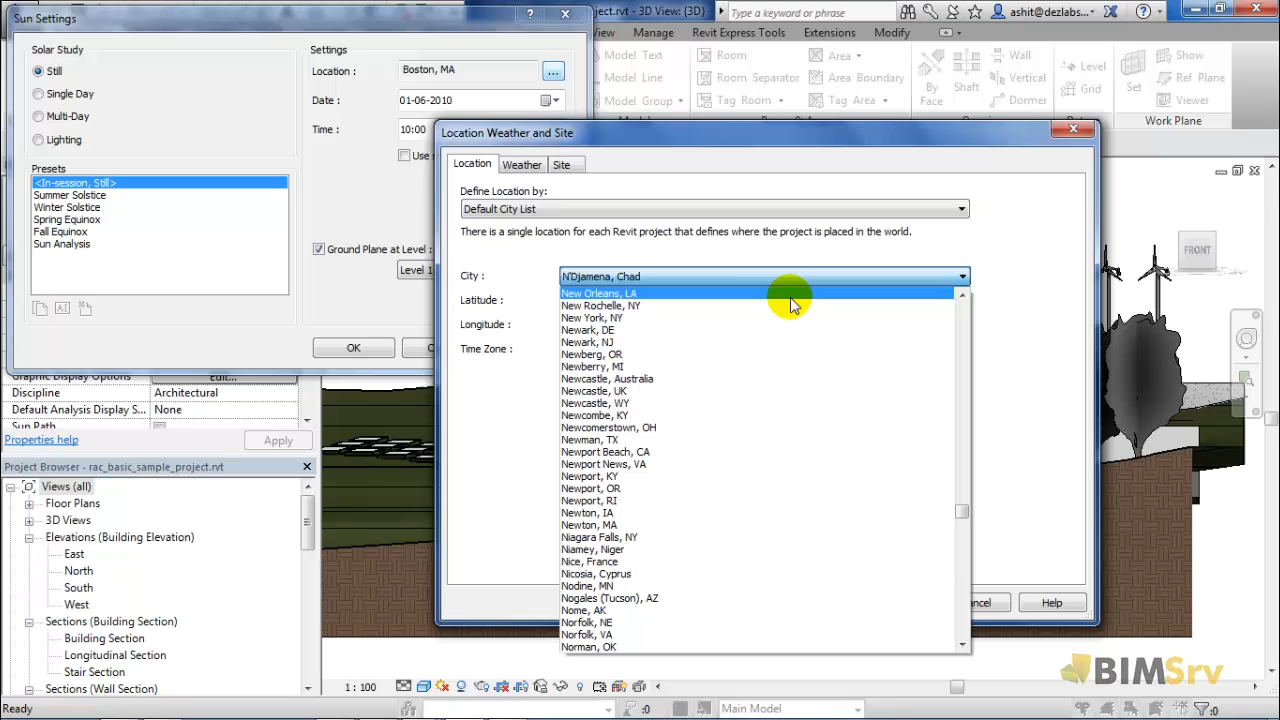 Sun Settings
Solar Study
Still
Single Day
Multi-Day
Lighting
Presets
<In-session, Still>
Summer Solstice
Winter Solstice
Spring Equinox
Fall Equinox
Sun Analysis
Settings
Location :
Boston, MA
...
Date :
01-06-2010
Time :
10:00
Ground Plane at Level :
Level 1
OK
3D View: {3D}
Type a keyword or phrase
ashit@dezlabs...
Manage
Revit Express Tools
Extensions
Modify
Model Text
Model Line
Model Group
Room
Room Separator
Tag Room
Area
Area Boundary
Tag Area
By
Face
Shaft
Wall
Vertical
Dormer
Level
Grid
Set
Show
Ref Plane
Viewer
Work Plane
Location Weather and Site
Location
Weather
Site
Define Location by:
Default City List
There is a single location for each Revit project that defines where the project is placed in the world.
City :
N'Djamena, Chad
Latitude :
Longitude :
Time Zone :
New Orleans, LA
New Rochelle, NY
New York, NY
Newark, DE
Newark, NJ
Newberg, OR
Newberry, MI
Newcastle, Australia
Newcastle, UK
Newcastle, WY
Newcombe, KY
Newcomerstown, OH
Newman, TX
Newport Beach, CA
Newport News, VA
Newport, KY
Newport, OR
Newport, RI
Newton, IA
Newton, MA
Niagara Falls, NY
Niamey, Niger
Nice, France
Nicosia, Cyprus
Nodine, MN
Nogales (Tucson), AZ
Nome, AK
Norfolk, NE
Norfolk, VA
Norman, OK
Help
FRONT
Discipline
Architectural
Default Analysis Display S...
None
Sun Path
Properties help
Apply
Project Browser - rac_basic_sample_project.rvt
Views (all)
Floor Plans
3D Views
Elevations (Building Elevation)
East
North
South
West
Sections (Building Section)
Building Section
Longitudinal Section
Stair Section
Sections (Wall Section)
1 : 100
BIMSrv
Ready
:0
Main Model
:0